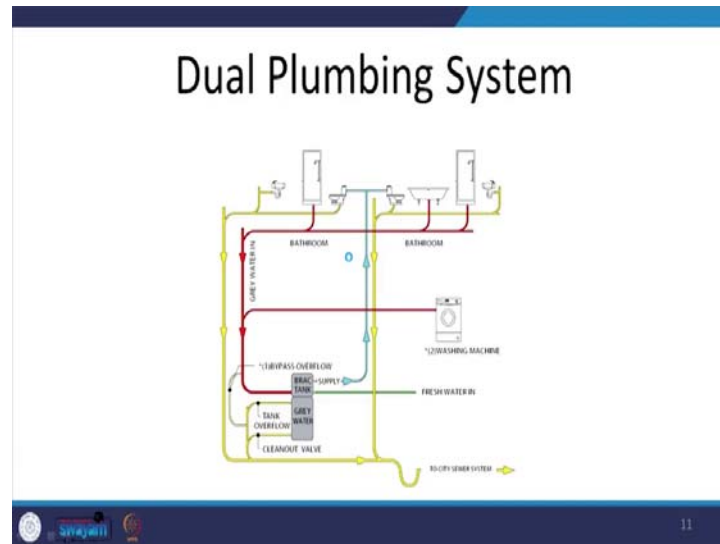 Dual Plumbing System
BATHROOM
BATHROOM
GREY WATER IN
*(2)WASHING MACHINE
*(1)BYPASS OVERFLOW
BRAC
TANK
SUPPLY
FRESH WATER IN
GREY
WATER
TANK
OVERFLOW
CLEANOUT VALVE
TO CITY SEWER SYSTEM
swayam
11